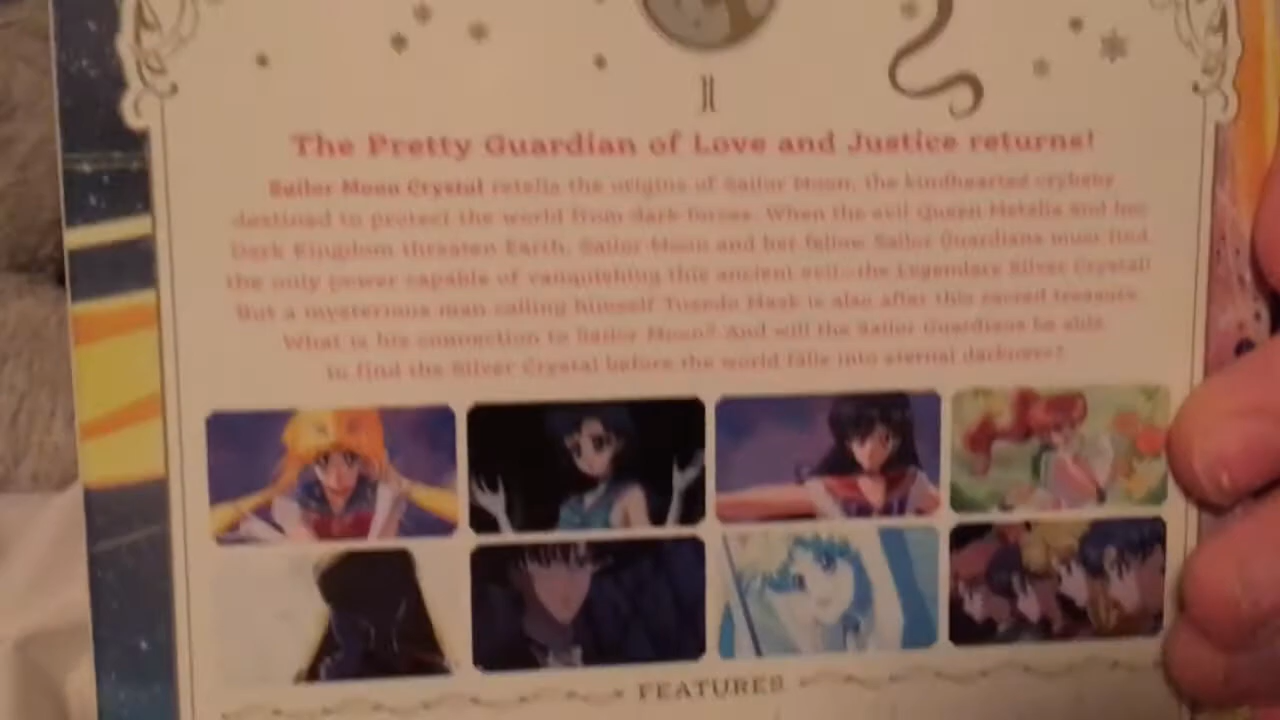 The Pretty Guardian of Love and Justice returns!
Sailor Moon Crystal retells the origins of Sailor Moon, the kindhearted crybaby
destined to protect the world from dark forces. When the evil Queen Metalia and her
Dark Kingdom threaten Earth, Sailor Moon and her fellow Sailor Guardians must find
the only power capable of vanquishing this ancient evil—the Legendary Silver Crystal!
But a mysterious man calling himself Tuxedo Mask is also after this sacred treasure.
What is his connection to Sailor Moon? And will the Sailor Guardians be able
to find the Silver Crystal before the world falls into eternal darkness?
FEATURES